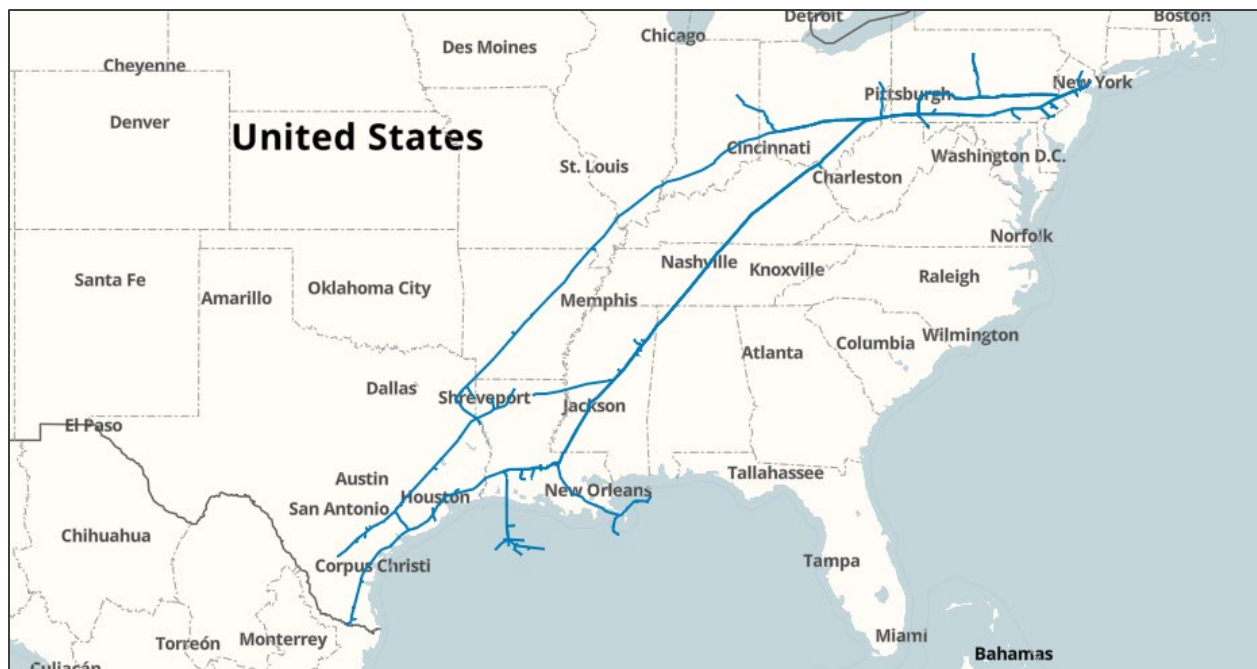 Detroit
Boston
Chicago
Des Moines
Cheyenne
New York
Pittsburgh
Denver
United States
Cincinnati
Washington D.C.
St. Louis
Charleston
Norfolk
Nashville
Knoxville
Raleigh
Santa Fe
Oklahoma City
Amarillo
Memphis
Wilmington
Columbia
Atlanta
Dallas
Shreveport
Jackson
El Paso
Tallahassee
Austin
New Orleans
Houston
San Antonio
Chihuahua
Tampa
Corpus Christi
Miami
Monterrey
Torreón
Bahamas
Culiacán